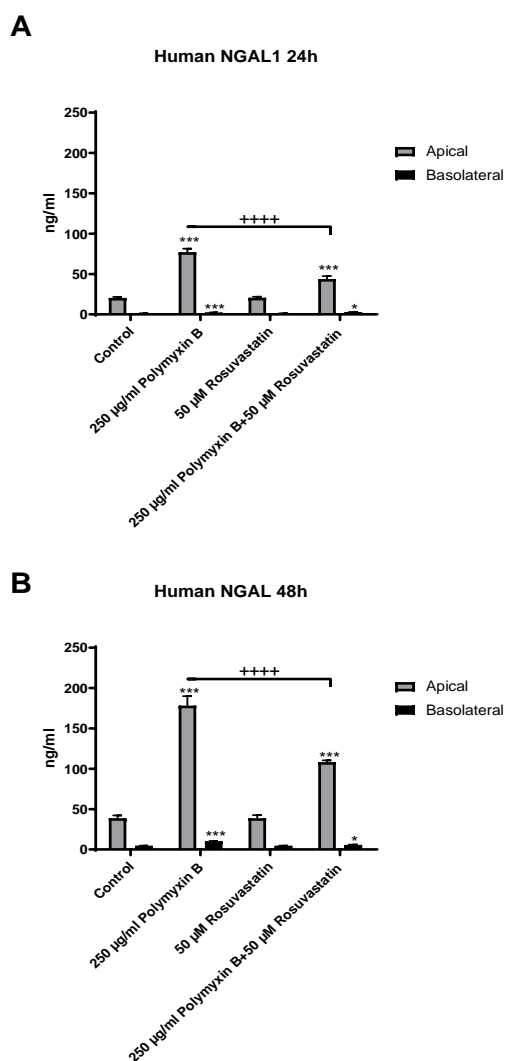 A
Human NGAL1 24h
250
200
150
100
50
0
ng/ml
++++
***
***
***
*
Apical
Basolateral
Control
250 µg/ml Polymyxin B
50 µM Rosuvastatin
250 µg/ml Polymyxin B+50 µM Rosuvastatin
B
Human NGAL 48h
250
200
150
100
50
0
ng/ml
++++
***
***
***
*
Apical
Basolateral
Control
250 µg/ml Polymyxin B
50 µM Rosuvastatin
250 µg/ml Polymyxin B+50 µM Rosuvastatin